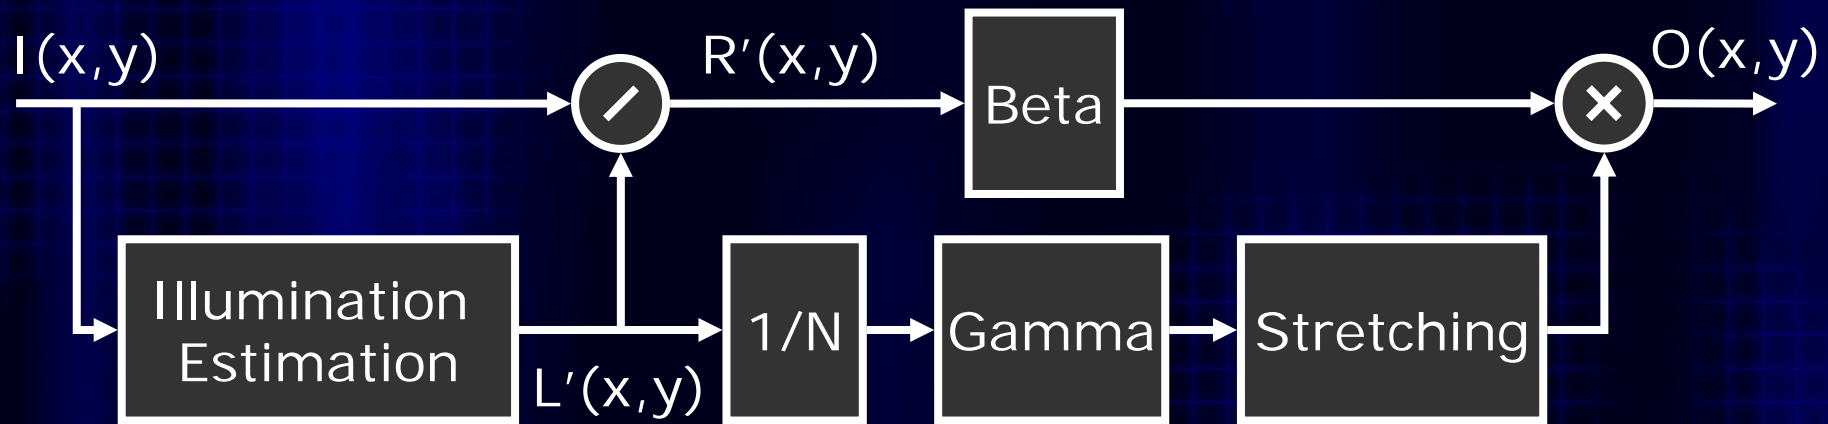 I(x,y)
R'(x,y)
Beta
O(x,y)
Illumination
Estimation
L'(x,y)
1/N
Gamma
Stretching